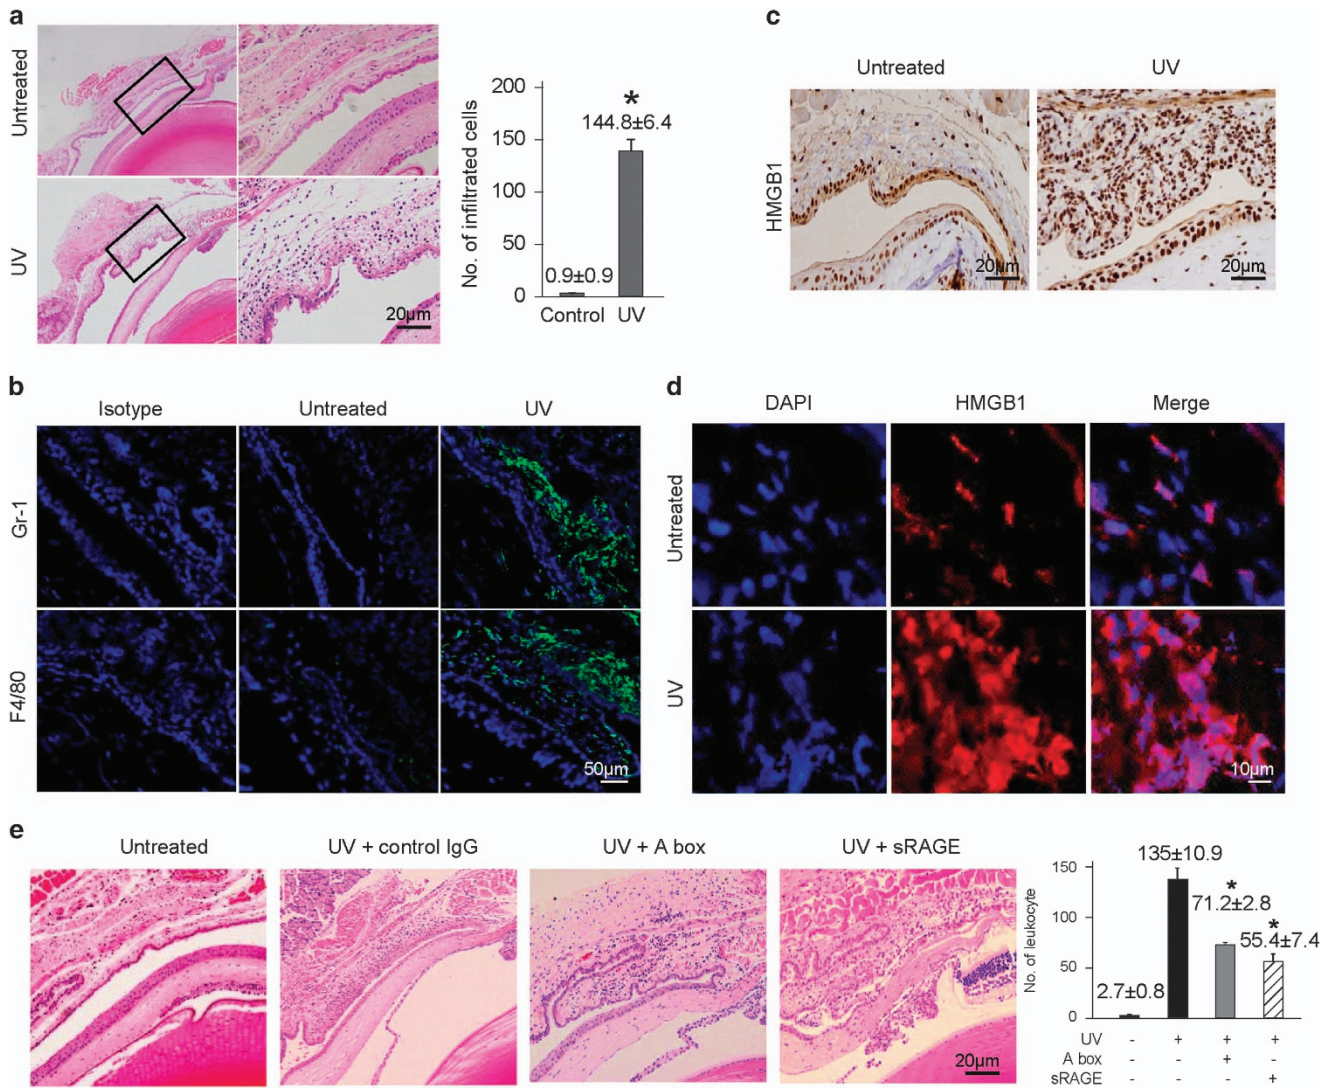 a
Untreated
UV
20µm
No. of infiltrated cells
200
150
100
50
0
*
144.8±6.4
0.9±0.9
Control UV
c
Untreated UV
HMGB1
20µm 20µm
b
Isotype Untreated UV
Gr-1
F4/80
50µm
d
DAPI HMGB1 Merge
Untreated
UV
10µm
e
Untreated UV + control IgG UV + A box UV + sRAGE
20µm
No. of leukocyte
150
100
50
0
135±10.9
*
71.2±2.8
*
55.4±7.4
2.7±0.8
UV - + + +
A box - - + -
sRAGE - - - +